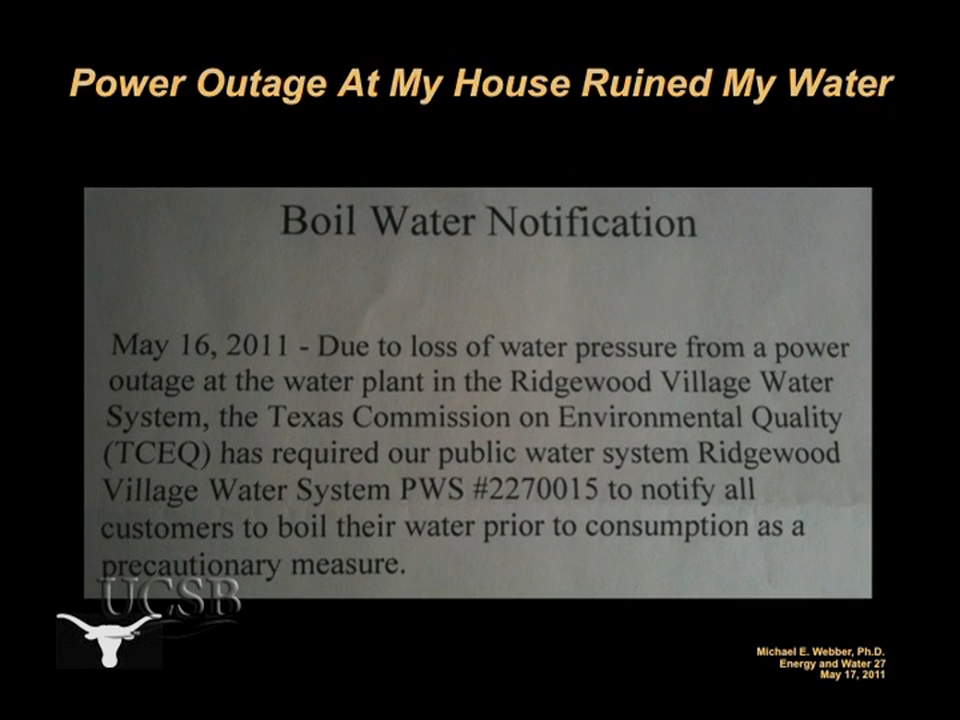 Power Outage At My House Ruined My Water
Boil Water Notification
May 16, 2011 - Due to loss of water pressure from a power
outage at the water plant in the Ridgewood Village Water
System, the Texas Commission on Environmental Quality
(TCEQ) has required our public water system Ridgewood
Village Water System PWS #2270015 to notify all
customers to boil their water prior to consumption as a
precautionary measure.
UCSB
Michael E. Webber, Ph.D.
Energy and Water 27
May 17, 2011